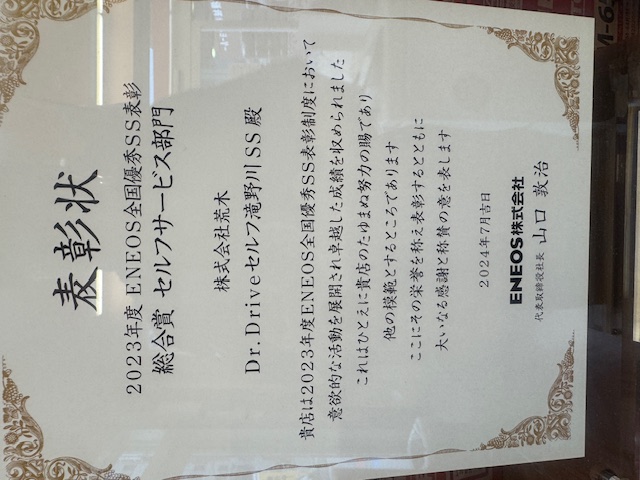 表彰状
2023年度 ENEOS全国優秀SS表彰
総合賞 セルフサービス部門
株式会社荒木
Dr.Driveセルフ滝野川SS 殿
貴店は2023年度ENEOS全国優秀SS表彰制度において
意欲的な活動を展開され卓越した成績を収められました
これはひとえに貴店のたゆまぬ努力の賜であり
他の模範とするところであります
ここにその栄誉を称え表彰するとともに
大いなる感謝と称賛の意を表します
2024年7月吉日
ENEOS株式会社
代表取締役社長 山口 敦治